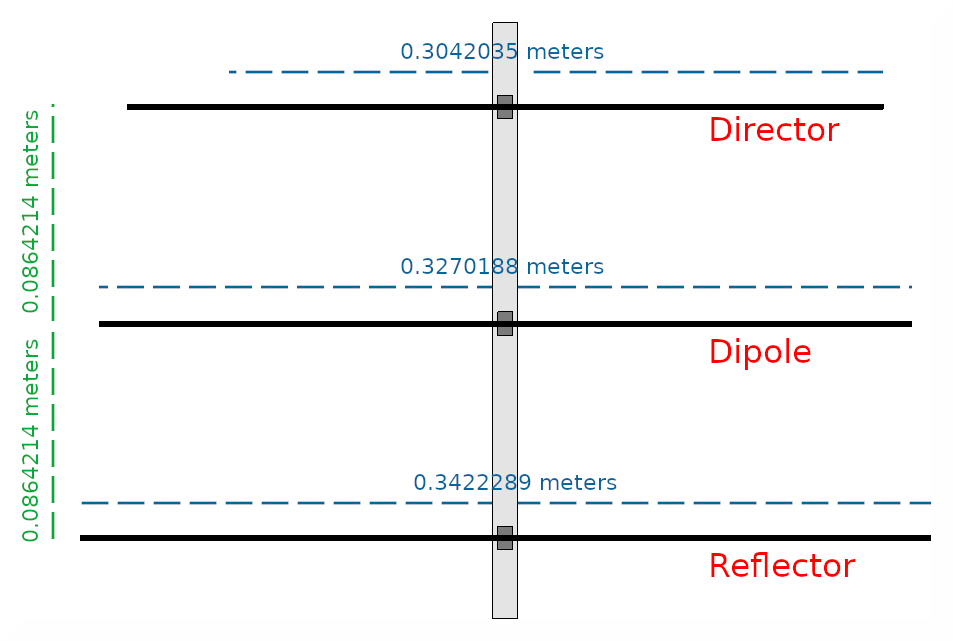 0.3042035 meters
Director
0.0864214 meters
0.3270188 meters
Dipole
0.0864214 meters
0.3422289 meters
Reflector